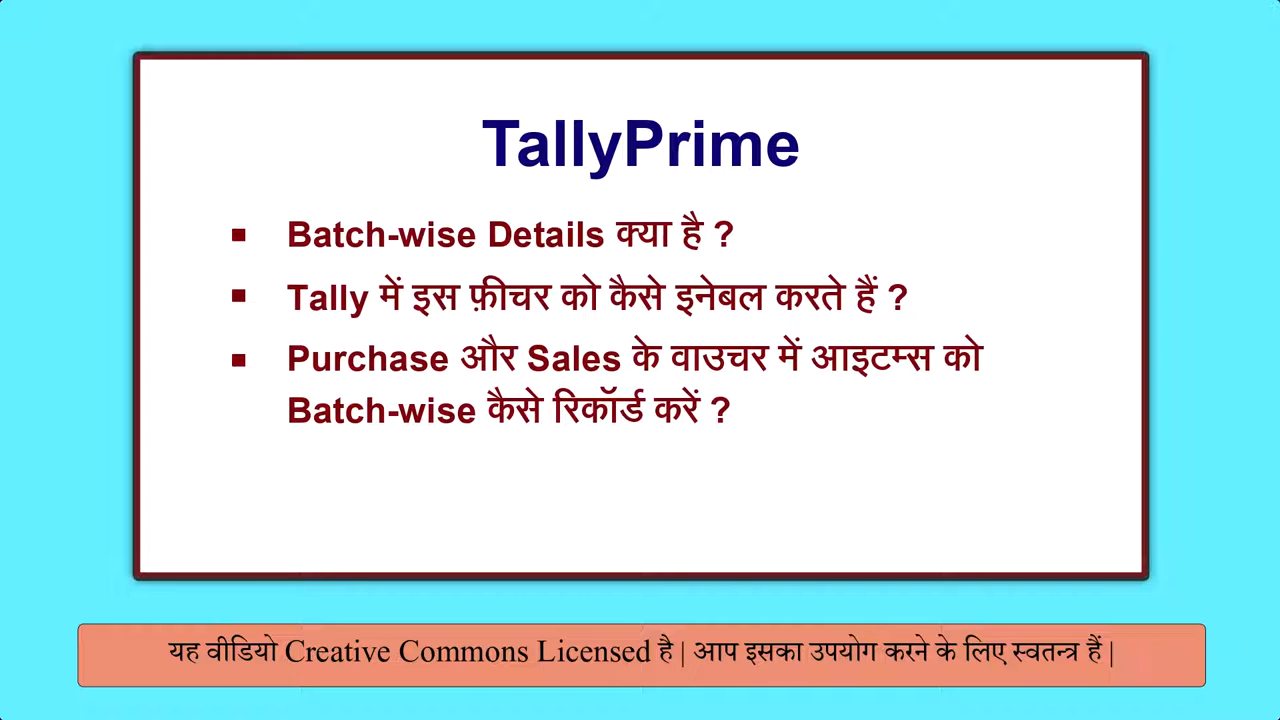 TallyPrime
▪ Batch-wise Details क्या है ?
▪ Tally में इस फ़ीचर को कैसे इनेबल करते हैं ?
▪ Purchase और Sales के वाउचर में आइटम्स को
Batch-wise कैसे रिकॉर्ड करें ?
यह वीडियो Creative Commons Licensed है | आप इसका उपयोग करने के लिए स्वतन्त्र हैं |